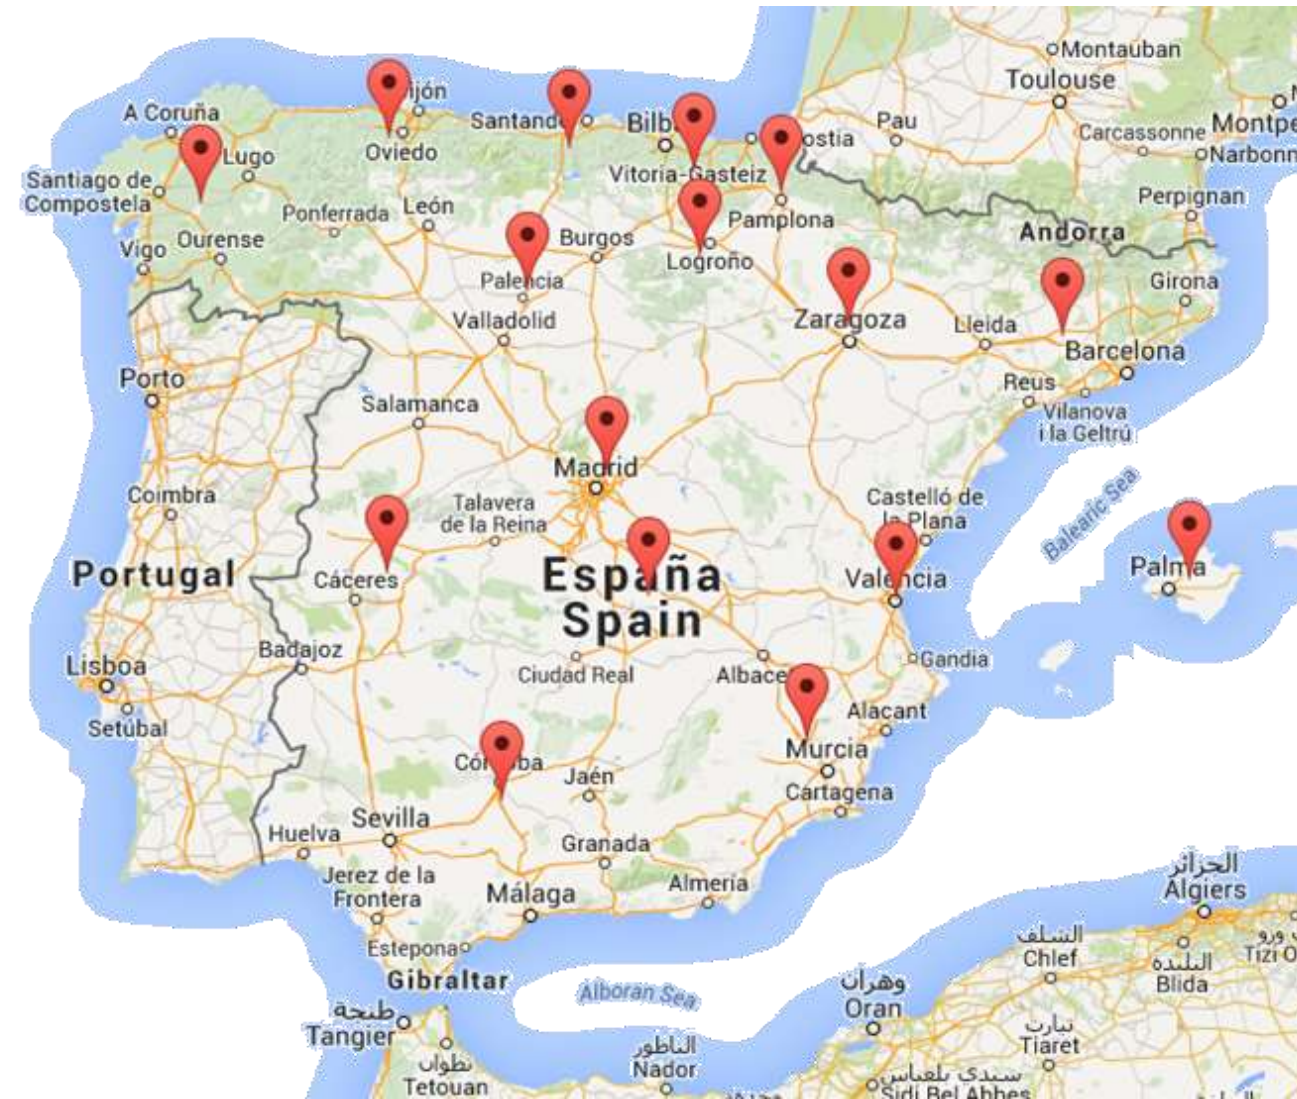 Montauban
Toulouse
A Coruña
ijón
Santand
Bilb
ostia
Pau
Carcassonne
Montpe
Narbonn
Lugo
Oviedo
Vitoria-Gasteiz
Santiago de
Compostela
Ponferrada
León
Pamplona
Perpignan
Andorra
Vigo
Ourense
Burgos
Logroño
Palencia
Girona
Valladolid
Zaragoza
Lleida
Barcelona
Porto
Salamanca
Reus
Vilanova
i la Geltrú
Madrid
Coimbra
Talavera
de la Reina
Castelló de
la Plana
Balearic Sea
Portugal
Cáceres
España
Spain
Valencia
Palma
Lisboa
Badajoz
Ciudad Real
Albace
Gandia
Setúbal
Alacant
Murcia
Córdoba
Jaén
Cartagena
Huelva
Sevilla
Granada
Jerez de la
Frontera
Málaga
Almería
الجزائر
Algiers
Estepona
Gibraltar
Alboran Sea
الشلف
Chlef
البليدة
Blida
Tizi O
وهران
Oran
طنجة
Tangier
تيارت
Tiaret
الناظور
Nador
تطوان
Tetouan
سيدي بلعباس
Sidi Bel Abbes